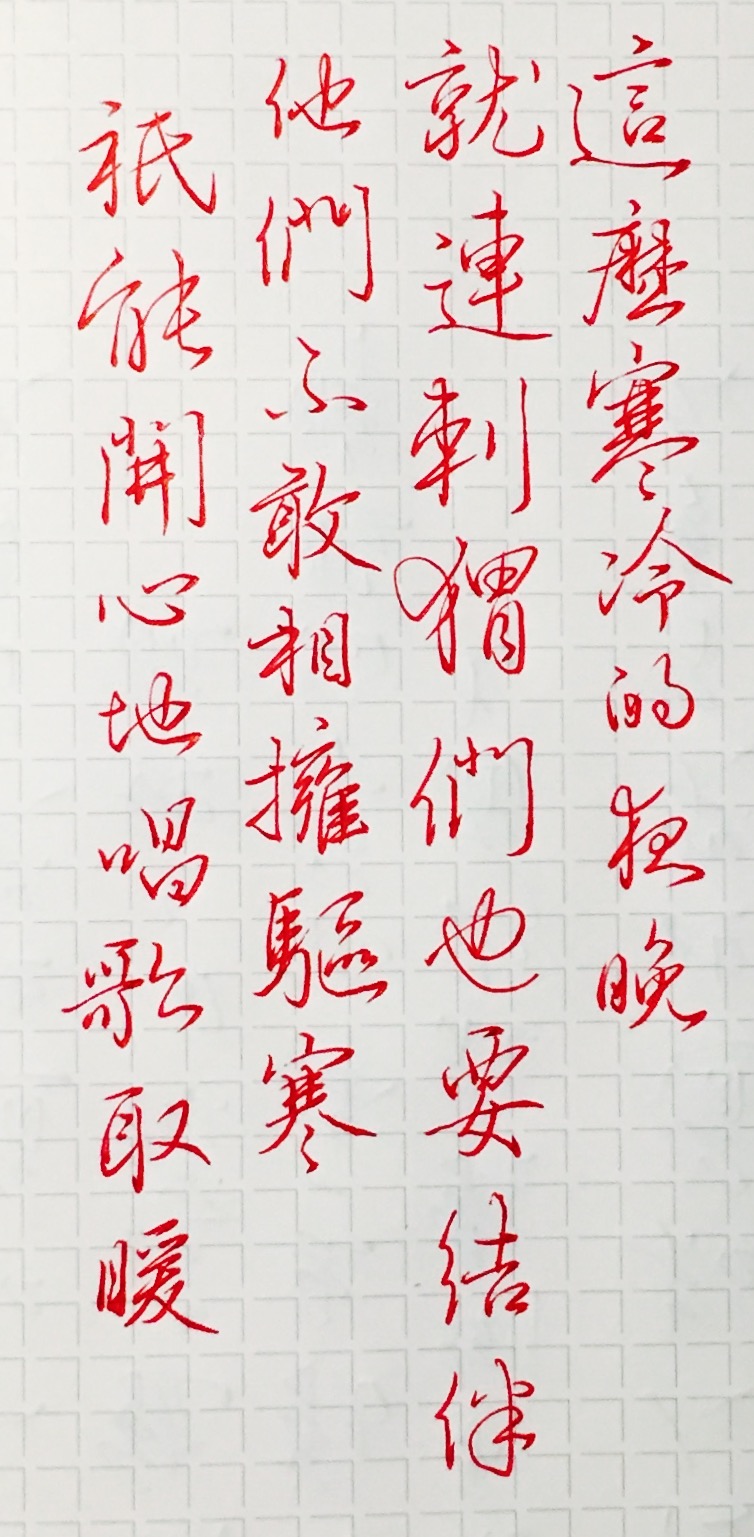 這麼寒冷的夜晚
就連刺猬們也要結伴
他們不敢相擁驅寒
祇能開心地唱歌取暖